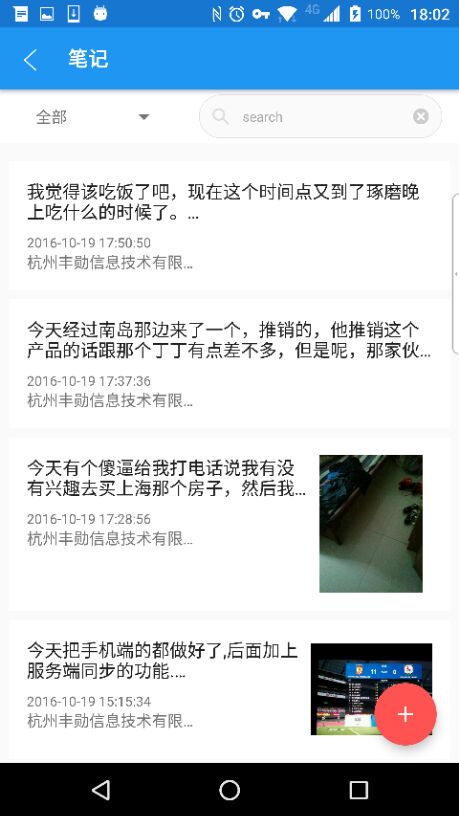 4G 100% 18:02
笔记
全部
search
我觉得该吃饭了吧，现在这个时间点又到了琢磨晚
上吃什么的时候了。...
2016-10-19 17:50:50
杭州丰勋信息技术有限...
今天经过南岛那边来了一个，推销的，他推销这个
产品的话跟那个丁丁有点差不多，但是呢，那家伙...
2016-10-19 17:37:36
杭州丰勋信息技术有限...
今天有个傻逼给我打电话说我有没
有兴趣去买上海那个房子，然后我...
2016-10-19 17:28:56
杭州丰勋信息技术有限...
今天把手机端的都做好了,后面加上
服务端同步的功能....
2016-10-19 15:15:34
杭州丰勋信息技术有限...
11 0